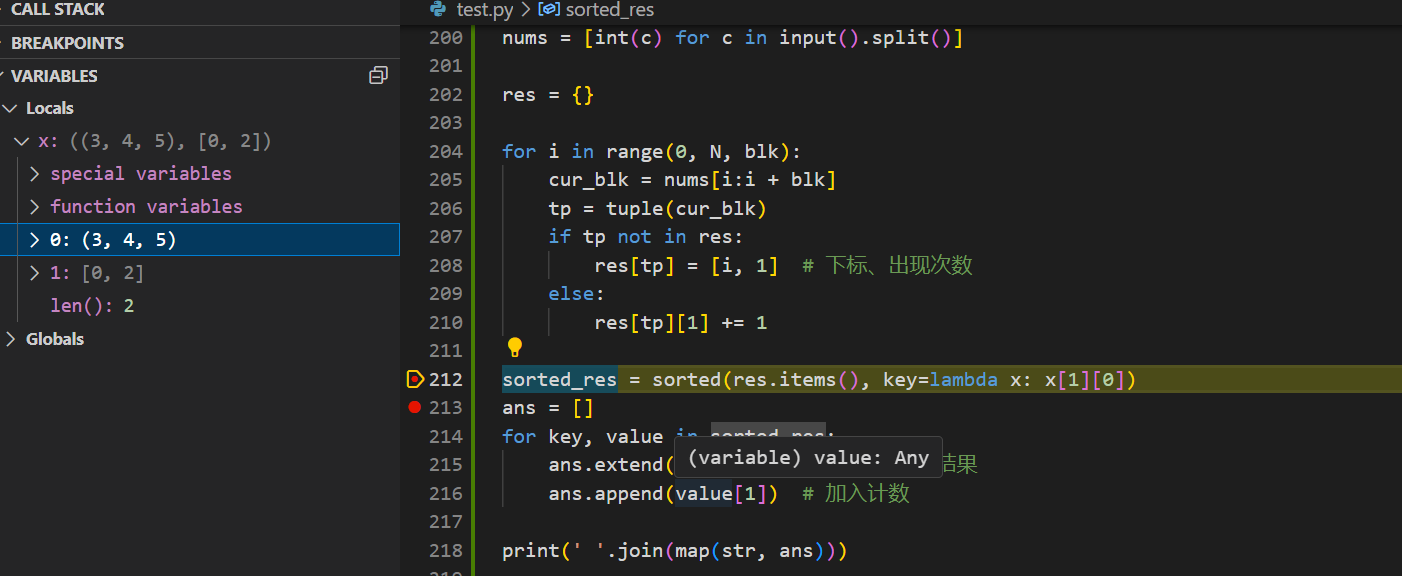 CALL STACK
BREAKPOINTS
VARIABLES
Locals
x: ((3, 4, 5), [0, 2])
special variables
function variables
0: (3, 4, 5)
1: [0, 2]
len(): 2
Globals
test.py > sorted_res
200 nums = [int(c) for c in input().split()]
201
202 res = {}
203
204 for i in range(0, N, blk):
205 cur_blk = nums[i:i + blk]
206 tp = tuple(cur_blk)
207 if tp not in res:
208 res[tp] = [i, 1]  # 下标、出现次数
209 else:
210 res[tp][1] += 1
211
212 sorted_res = sorted(res.items(), key=lambda x: x[1][0])
213 ans = []
214 for key, value in sorted_res:
(variable) value: Any
215 ans.extend( 结果
216 ans.append(value[1])  # 加入计数
217
218 print(' '.join(map(str, ans)))